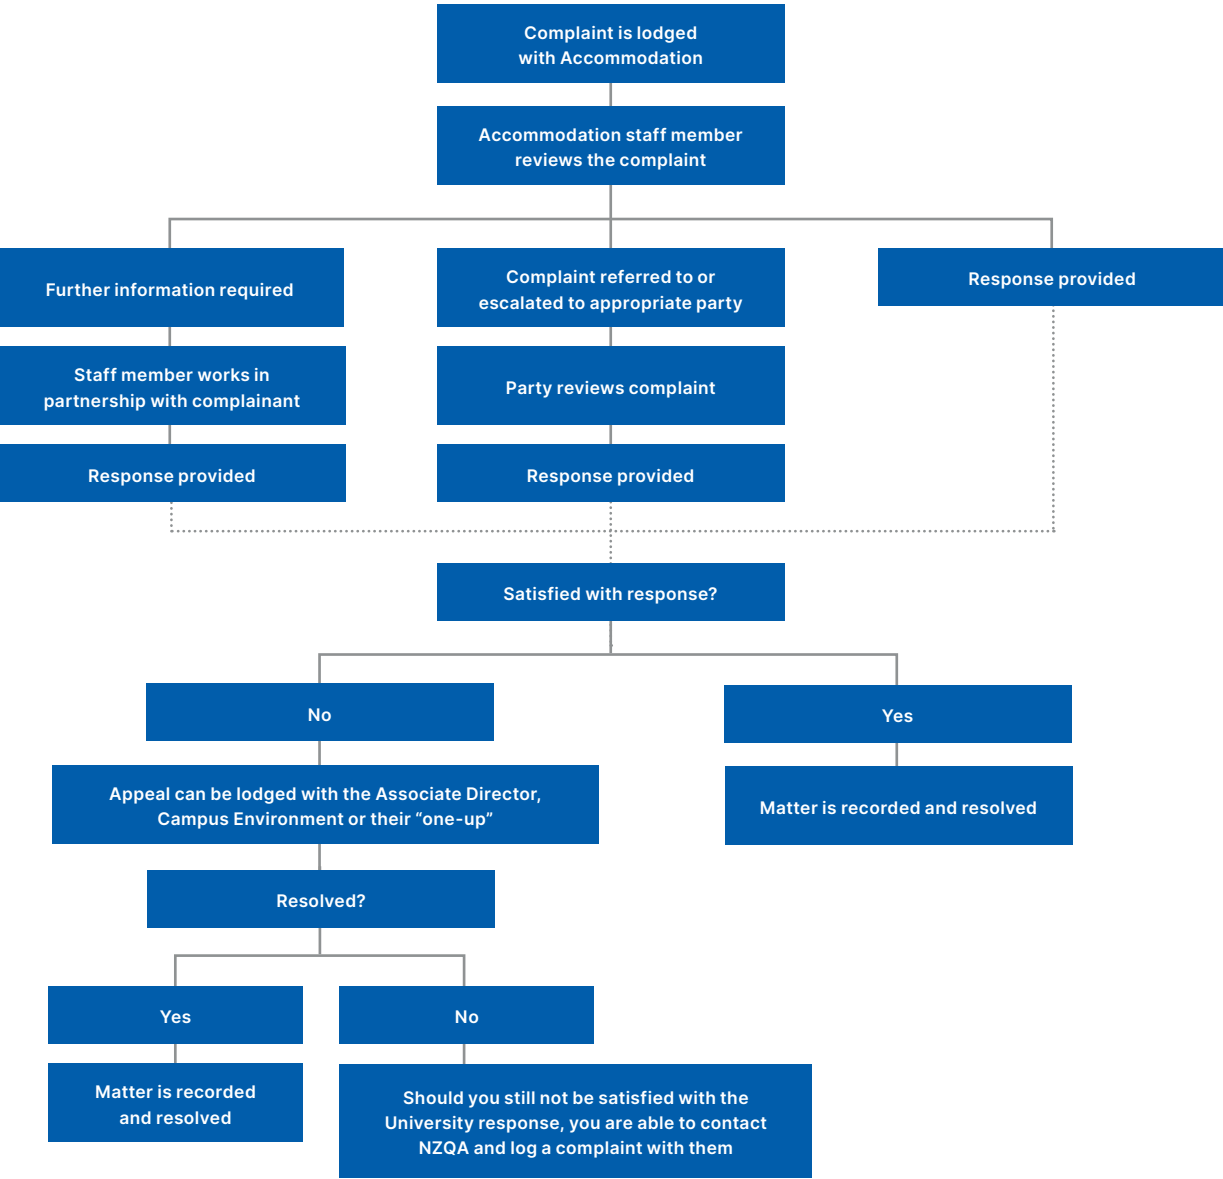 Complaint is lodged
with Accommodation
Accommodation staff member
reviews the complaint
Further information required
Complaint referred to or
escalated to appropriate party
Response provided
Staff member works in
partnership with complainant
Party reviews complaint
Response provided
Response provided
Satisfied with response?
No
Yes
Appeal can be lodged with the Associate Director,
Campus Environment or their “one-up”
Matter is recorded and resolved
Resolved?
Yes
No
Matter is recorded
and resolved
Should you still not be satisfied with the
University response, you are able to contact
NZQA and log a complaint with them